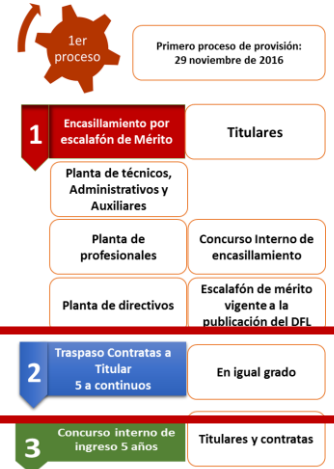 1er
proceso
Primero proceso de provisión:
29 noviembre de 2016
1
Encasillamiento por
escalafón de Mérito
Titulares
Planta de técnicos,
Administrativos y
Auxiliares
Planta de
profesionales
Concurso Interno de
encasillamiento
Planta de directivos
Escalafón de mérito
vigente a la
publicación del DFL
2
Traspaso Contratas a
Titular
5 a continuos
En igual grado
3
Concurso interno de
ingreso 5 años
Titulares y contratas